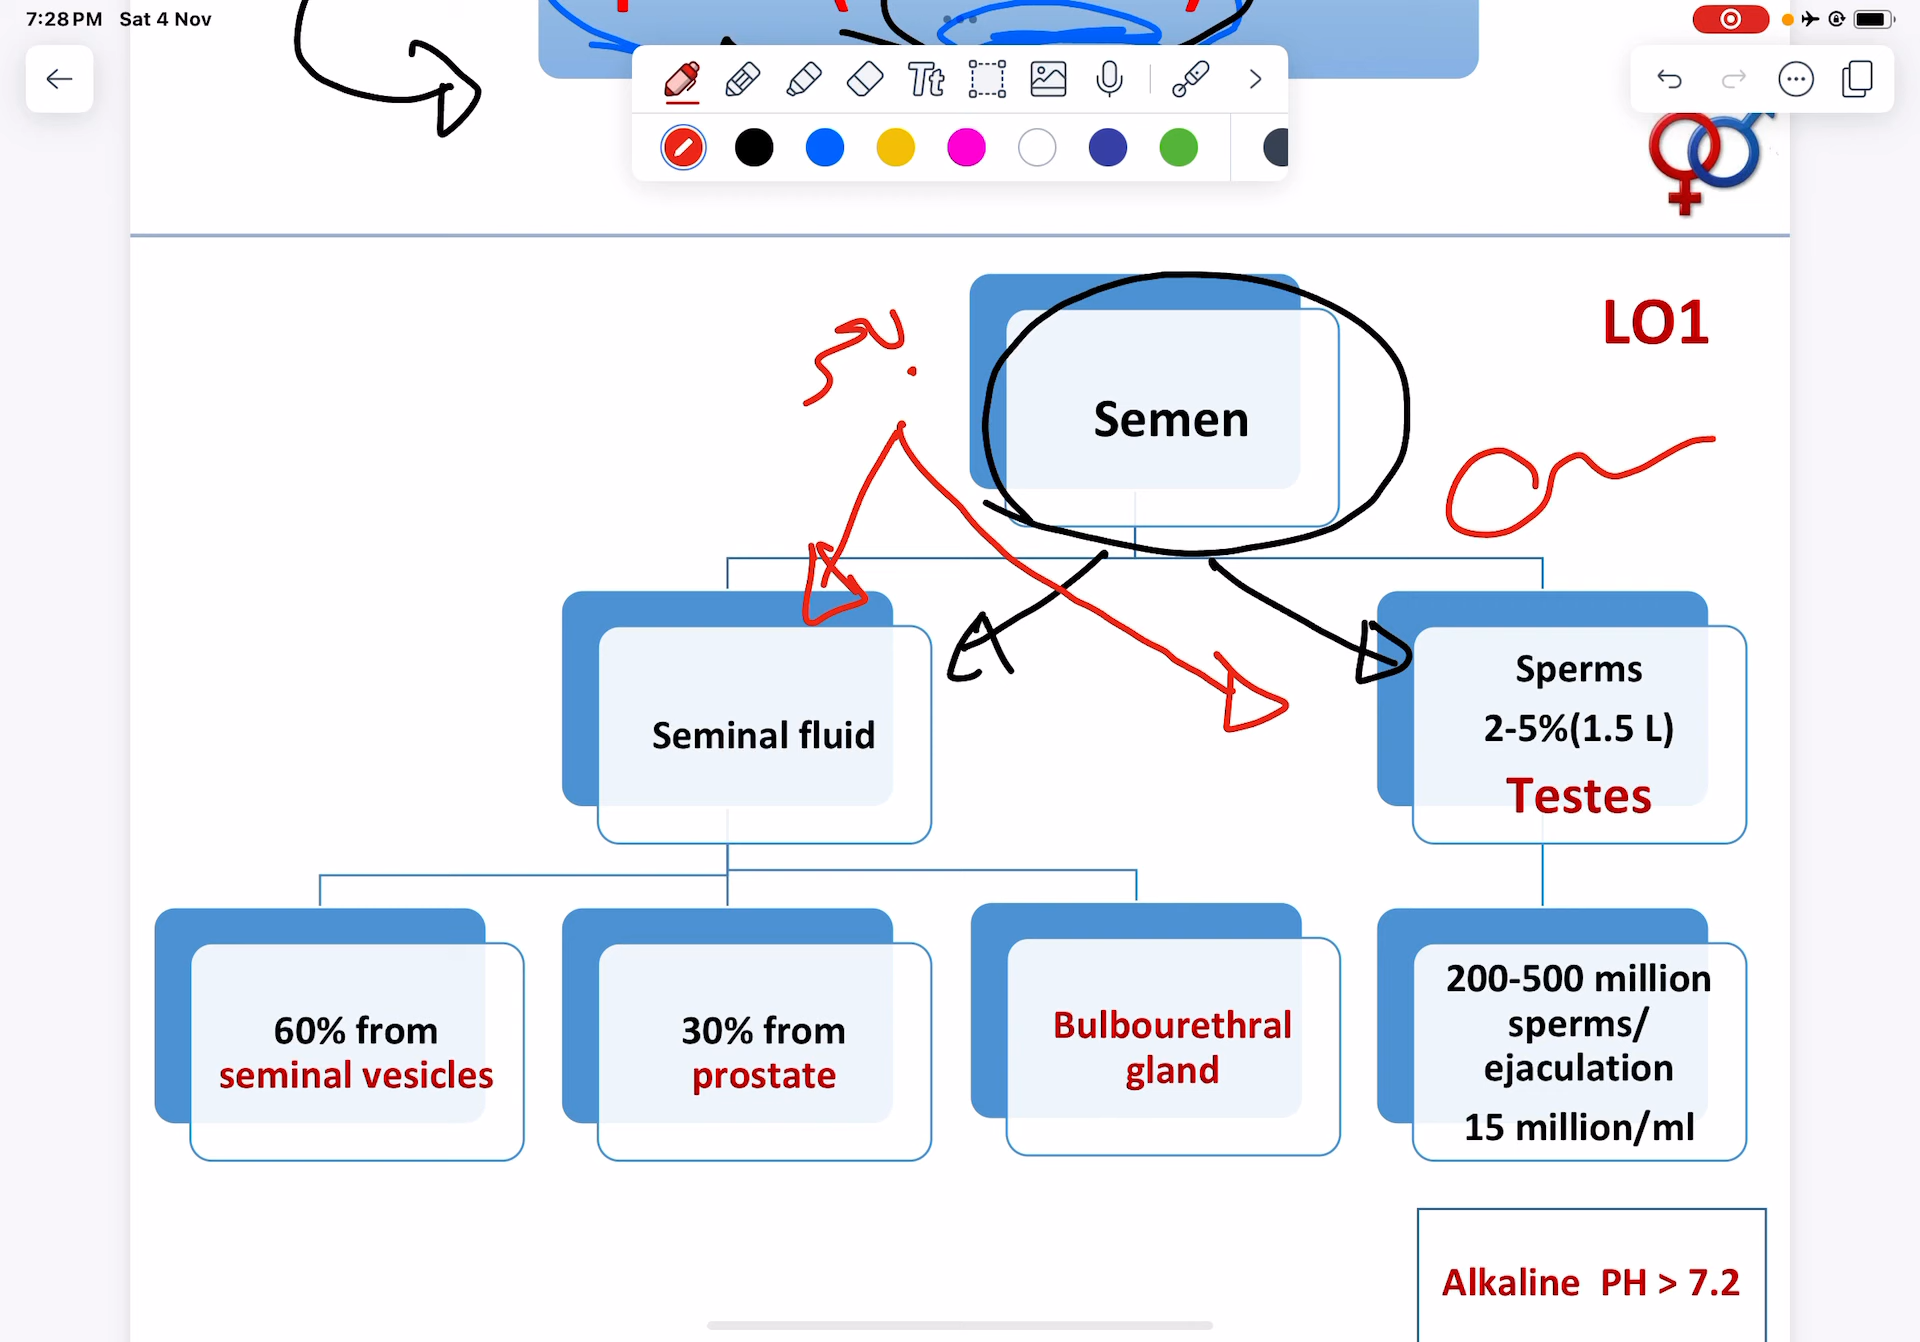 7:28 PM Sat 4 Nov
Tt
LO1
Semen
Seminal fluid
Sperms
2-5%(1.5 L)
Testes
60% from
seminal vesicles
30% from
prostate
Bulbourethral
gland
200-500 million
sperms/
ejaculation
15 million/ml
Alkaline PH > 7.2